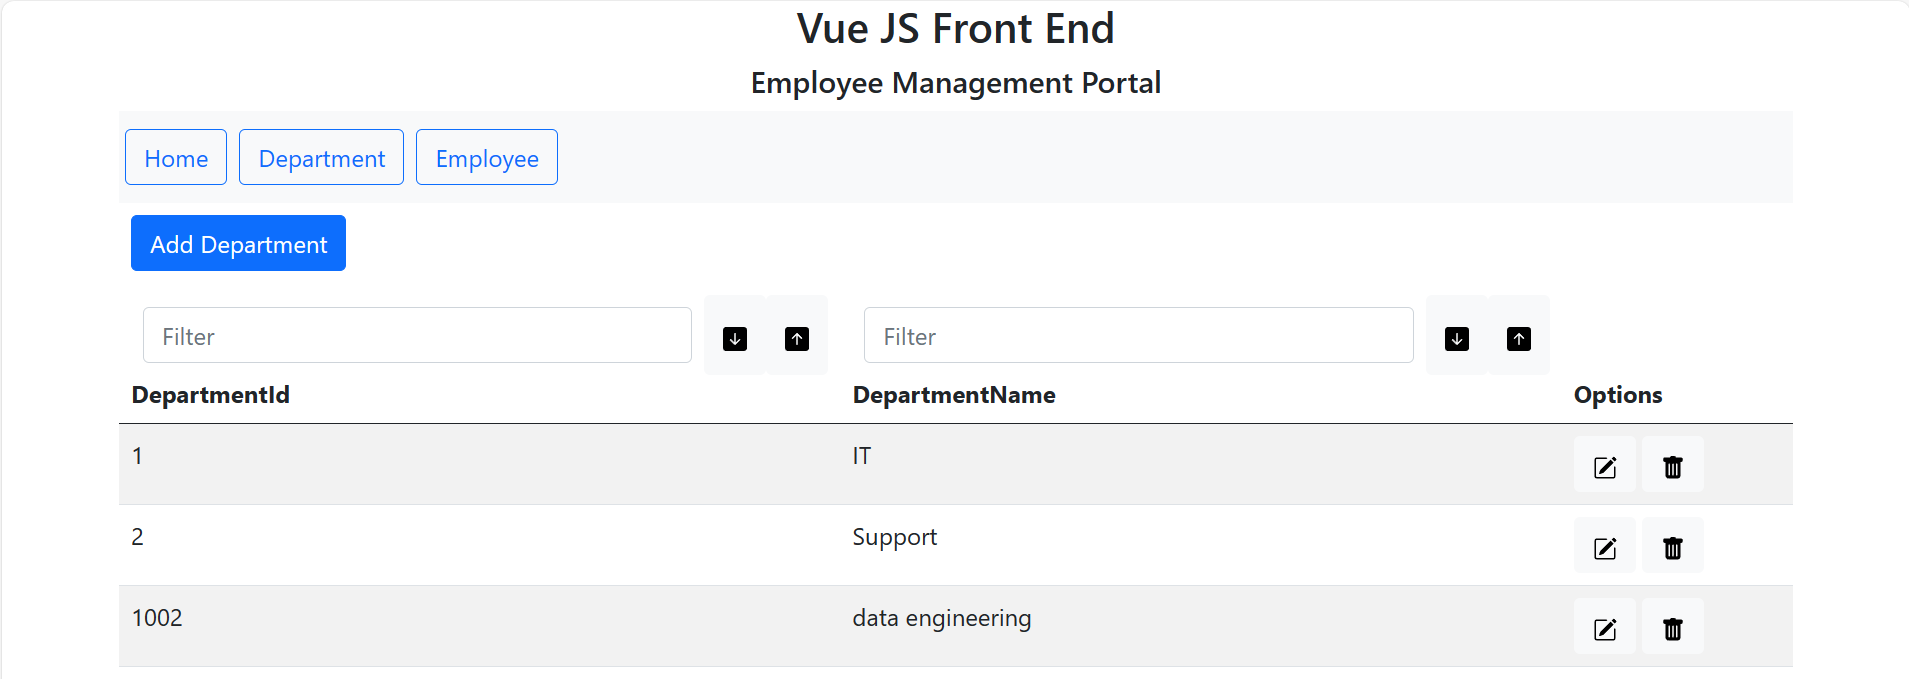 Vue JS Front End
Employee Management Portal
Home Department Employee
Add Department
Filter Filter
DepartmentId DepartmentName Options
1 IT
2 Support
1002 data engineering